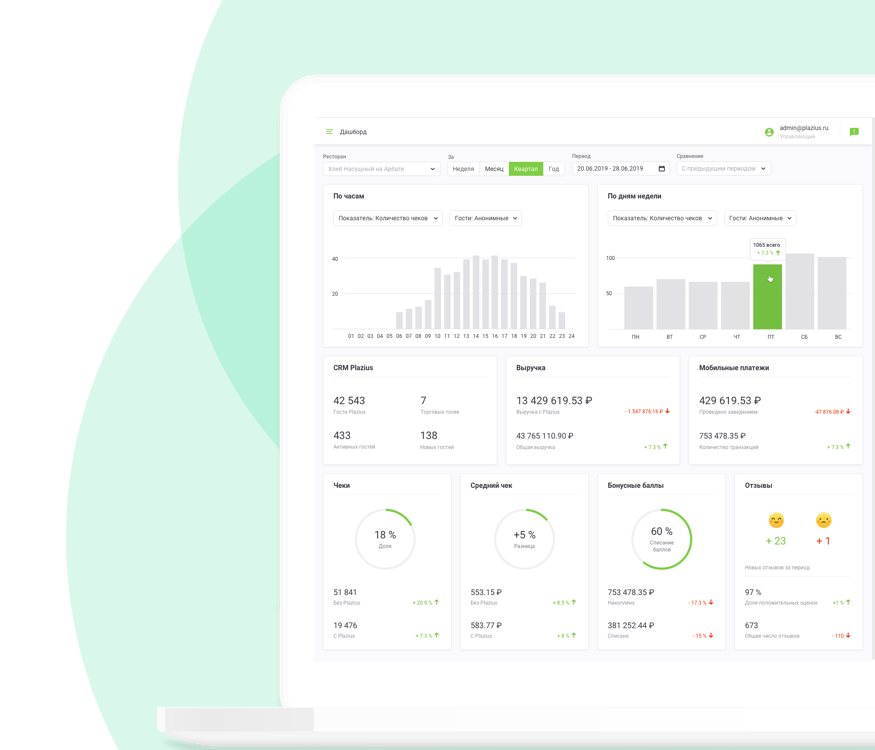 Дашборд
admin@plazius.ru
Управляющий
Ресторан
За
Период
Сравнение
Хлеб Насущный на Арбате
Неделя Месяц Квартал Год
20.06.2019 - 28.06.2019
С предыдущим периодом
По часам
Показатель: Количество чеков
Гости: Анонимные
40
20
01 02 03 04 05 06 07 08 09 10 11 12 13 14 15 16 17 18 19 20 21 22 23 24
По дням недели
Показатель: Количество чеков
Гости: Анонимные
1065 всего
+ 7.3 %
100
50
ПН ВТ СР ЧТ ПТ СБ ВС
CRM Plazius
42 543
Гости Plazius
7
Торговых точек
433
Активных гостей
138
Новых гостей
Выручка
13 429 619.53 ₽
Выручка с Plazius
- 1 547 876.16 ₽
43 765 110.90 ₽
Общая выручка
+ 7.3 %
Мобильные платежи
429 619.53 ₽
Проведено заведением
-47 876.08 ₽
753 478.35 ₽
Количество транзакций
+ 7.3 %
Чеки
18 %
Доля
51 841
Без Plazius
+ 20.9 %
19 476
С Plazius
+ 7.3 %
Средний чек
+5 %
Разница
553.15 ₽
Без Plazius
+ 8.5 %
583.77 ₽
С Plazius
+ 8 %
Бонусные баллы
60 %
Списание
баллов
753 478.35 ₽
Накоплено
- 17.3 %
381 252.44 ₽
Списано
- 15 %
Отзывы
+ 23
+ 1
Новых отзывов за период
97 %
Доля положительных оценок
+1 %
673
Общее число отзывов
- 110